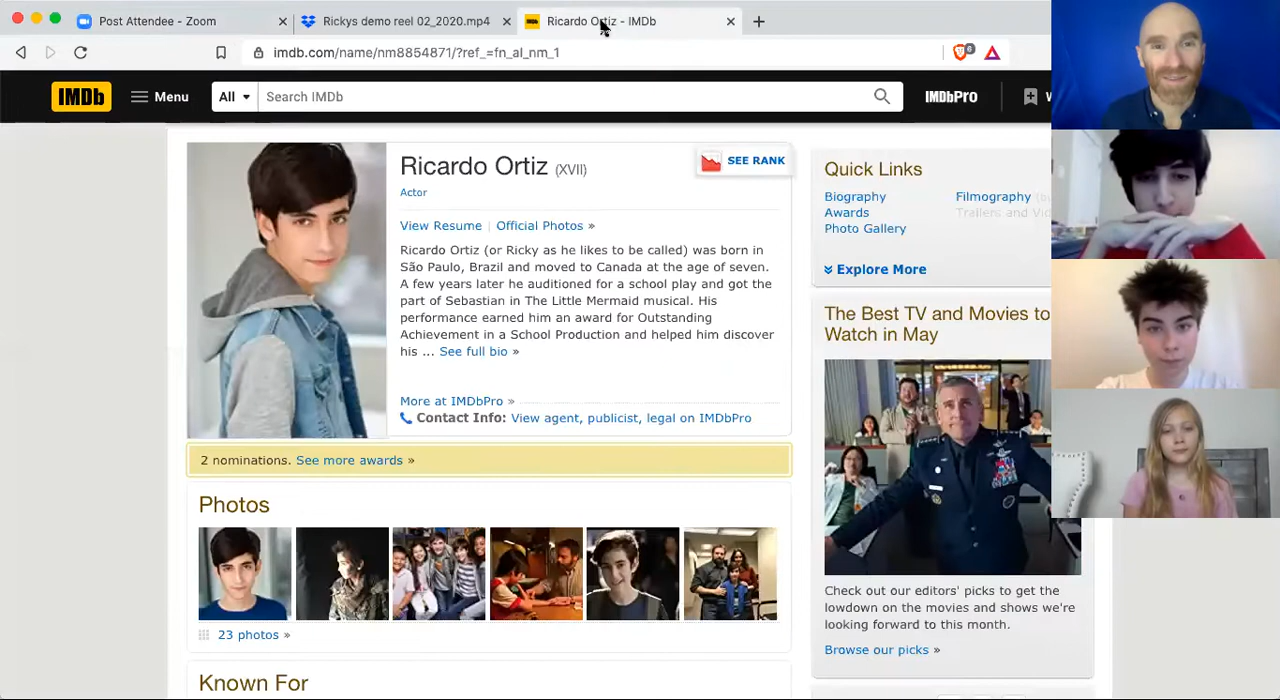 Post Attendee - Zoom
Rickys demo reel 02_2020.mp4
Ricardo Ortiz - IMDb
imdb.com/name/nm8854871/?ref_=fn_al_nm_1
6
IMDb
Menu
All
Search IMDb
IMDbPro
Ricardo Ortiz (XVII)
SEE RANK
Actor
View Resume | Official Photos »
Ricardo Ortiz (or Ricky as he likes to be called) was born in
São Paulo, Brazil and moved to Canada at the age of seven.
A few years later he auditioned for a school play and got the
part of Sebastian in The Little Mermaid musical. His
performance earned him an award for Outstanding
Achievement in a School Production and helped him discover
his ... See full bio »
More at IMDbPro »
Contact Info: View agent, publicist, legal on IMDbPro
2 nominations. See more awards »
Photos
23 photos »
Known For
Quick Links
Biography
Filmography
Awards
Trailers and
Photo Gallery
Explore More
The Best TV and Movies to
Watch in May
Check out our editors' picks to get the
lowdown on the movies and shows we're
looking forward to this month.
Browse our picks »